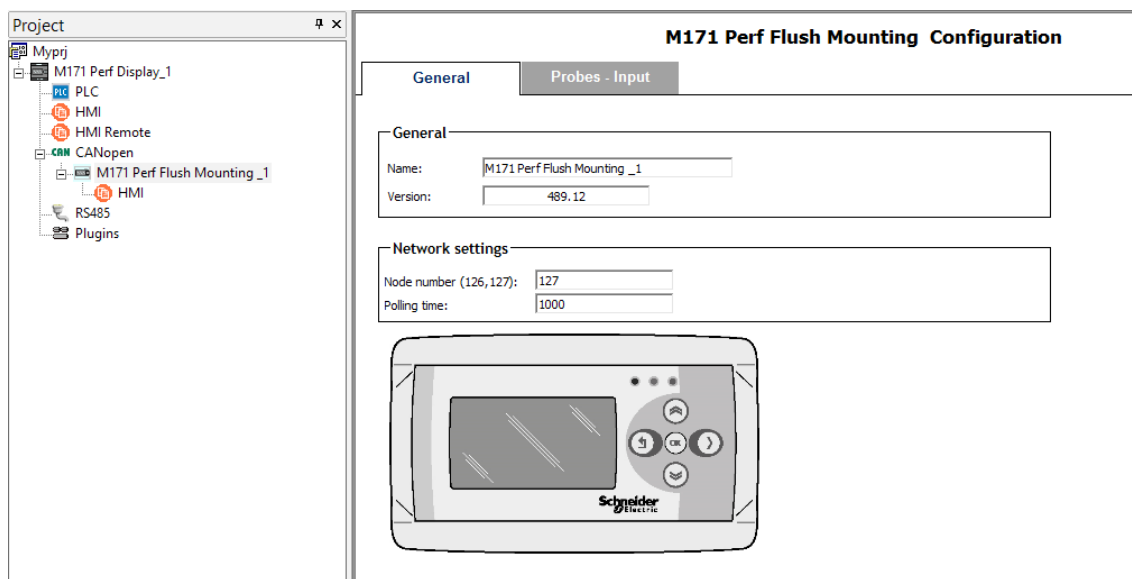 Project
Myprj
M171 Perf Display_1
PLC PLC
HMI
HMI Remote
CAN CANopen
M171 Perf Flush Mounting _1
HMI
RS485
Plugins
M171 Perf Flush Mounting Configuration
General Probes - Input
General
Name: M171 Perf Flush Mounting _1
Version: 489.12
Network settings
Node number (126,127): 127
Polling time: 1000
OK
Schneider
Electric